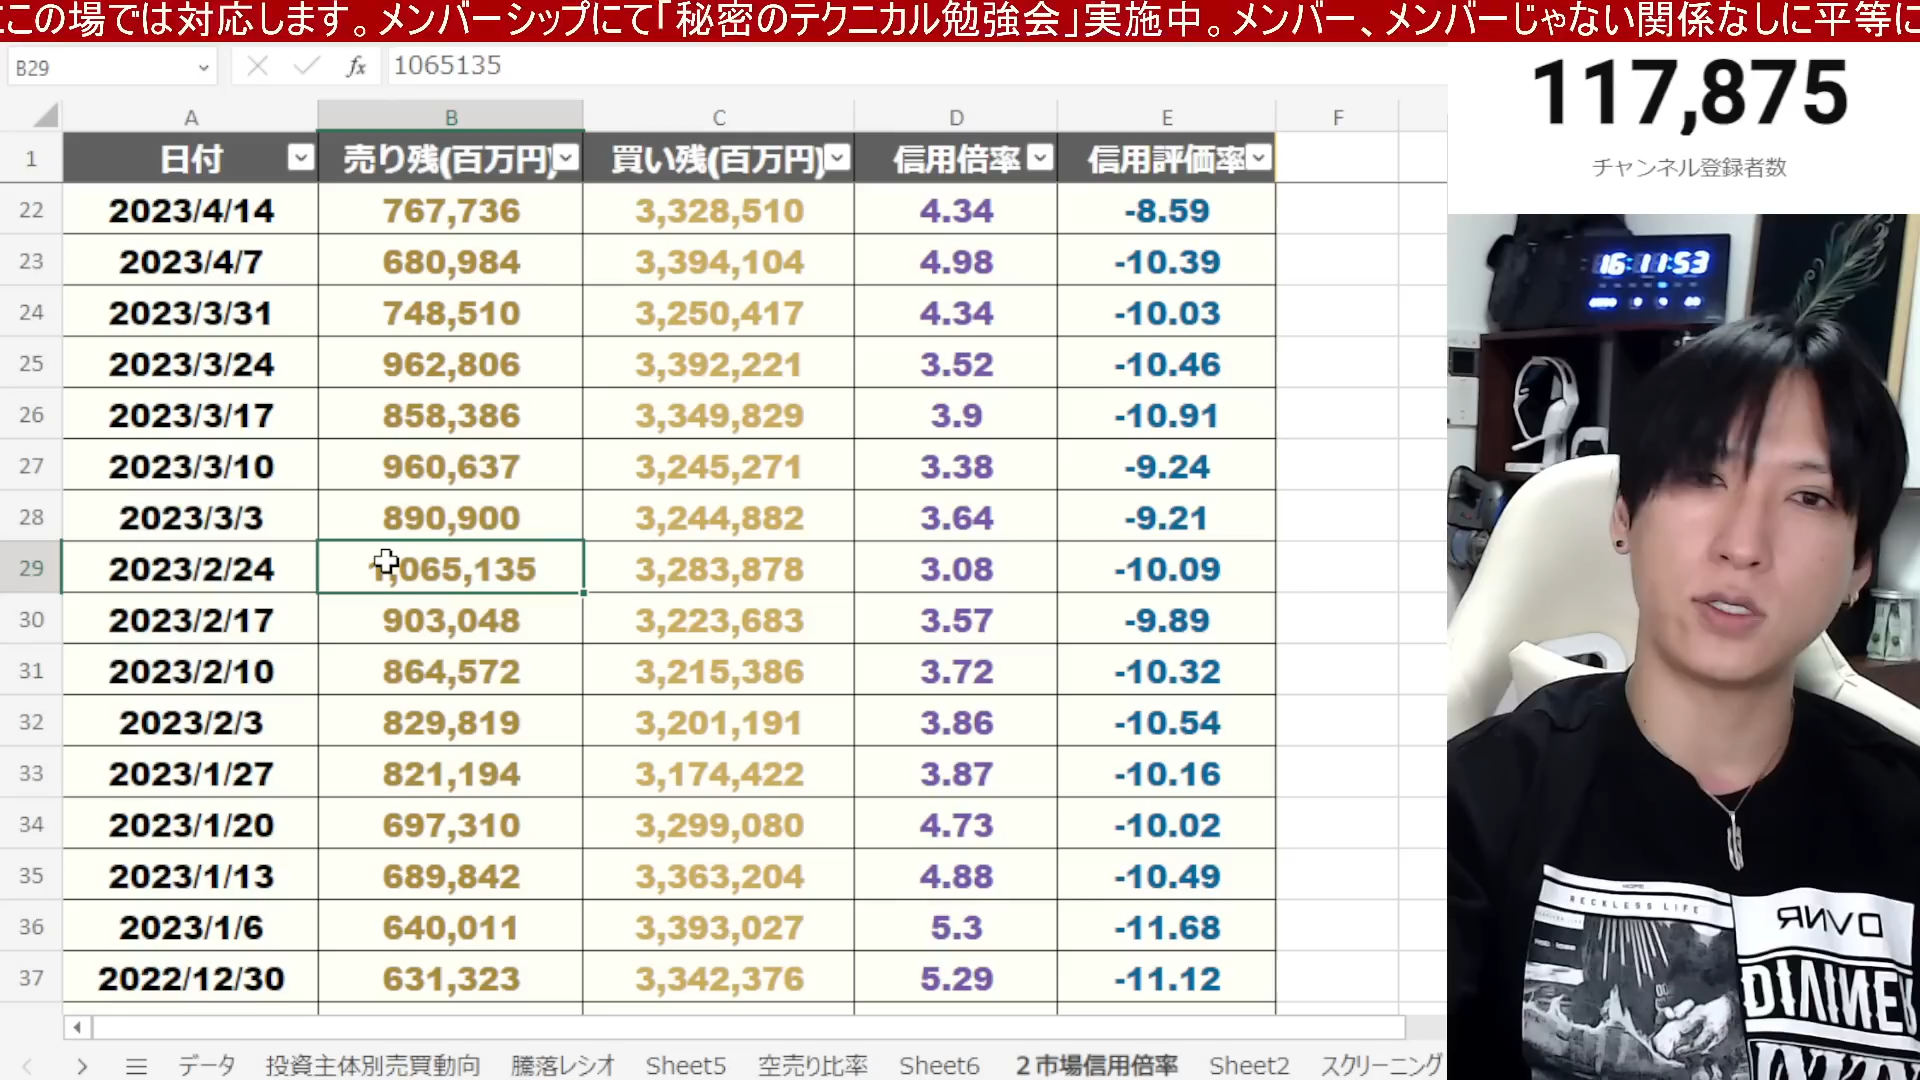 この場では対応します。メンバーシップにて「秘密のテクニカル勉強会」実施中。メンバー、メンバーじゃない関係なしに平等に
B29 fx 1065135
117,875
チャンネル登録者数
A B C D E F
1 日付 売り残(百万円) 買い残(百万円) 信用倍率 信用評価率
22 2023/4/14 767,736 3,328,510 4.34 -8.59
23 2023/4/7 680,984 3,394,104 4.98 -10.39
24 2023/3/31 748,510 3,250,417 4.34 -10.03
25 2023/3/24 962,806 3,392,221 3.52 -10.46
26 2023/3/17 858,386 3,349,829 3.9 -10.91
27 2023/3/10 960,637 3,245,271 3.38 -9.24
28 2023/3/3 890,900 3,244,882 3.64 -9.21
29 2023/2/24 1,065,135 3,283,878 3.08 -10.09
30 2023/2/17 903,048 3,223,683 3.57 -9.89
31 2023/2/10 864,572 3,215,386 3.72 -10.32
32 2023/2/3 829,819 3,201,191 3.86 -10.54
33 2023/1/27 821,194 3,174,422 3.87 -10.16
34 2023/1/20 697,310 3,299,080 4.73 -10.02
35 2023/1/13 689,842 3,363,204 4.88 -10.49
36 2023/1/6 640,011 3,393,027 5.3 -11.68
37 2022/12/30 631,323 3,342,376 5.29 -11.12
データ 投資主体別売買動向 騰落レシオ Sheet5 空売り比率 Sheet6 2市場信用倍率 Sheet2 スクリーニング
16:11:53
RECKLESS LIFE